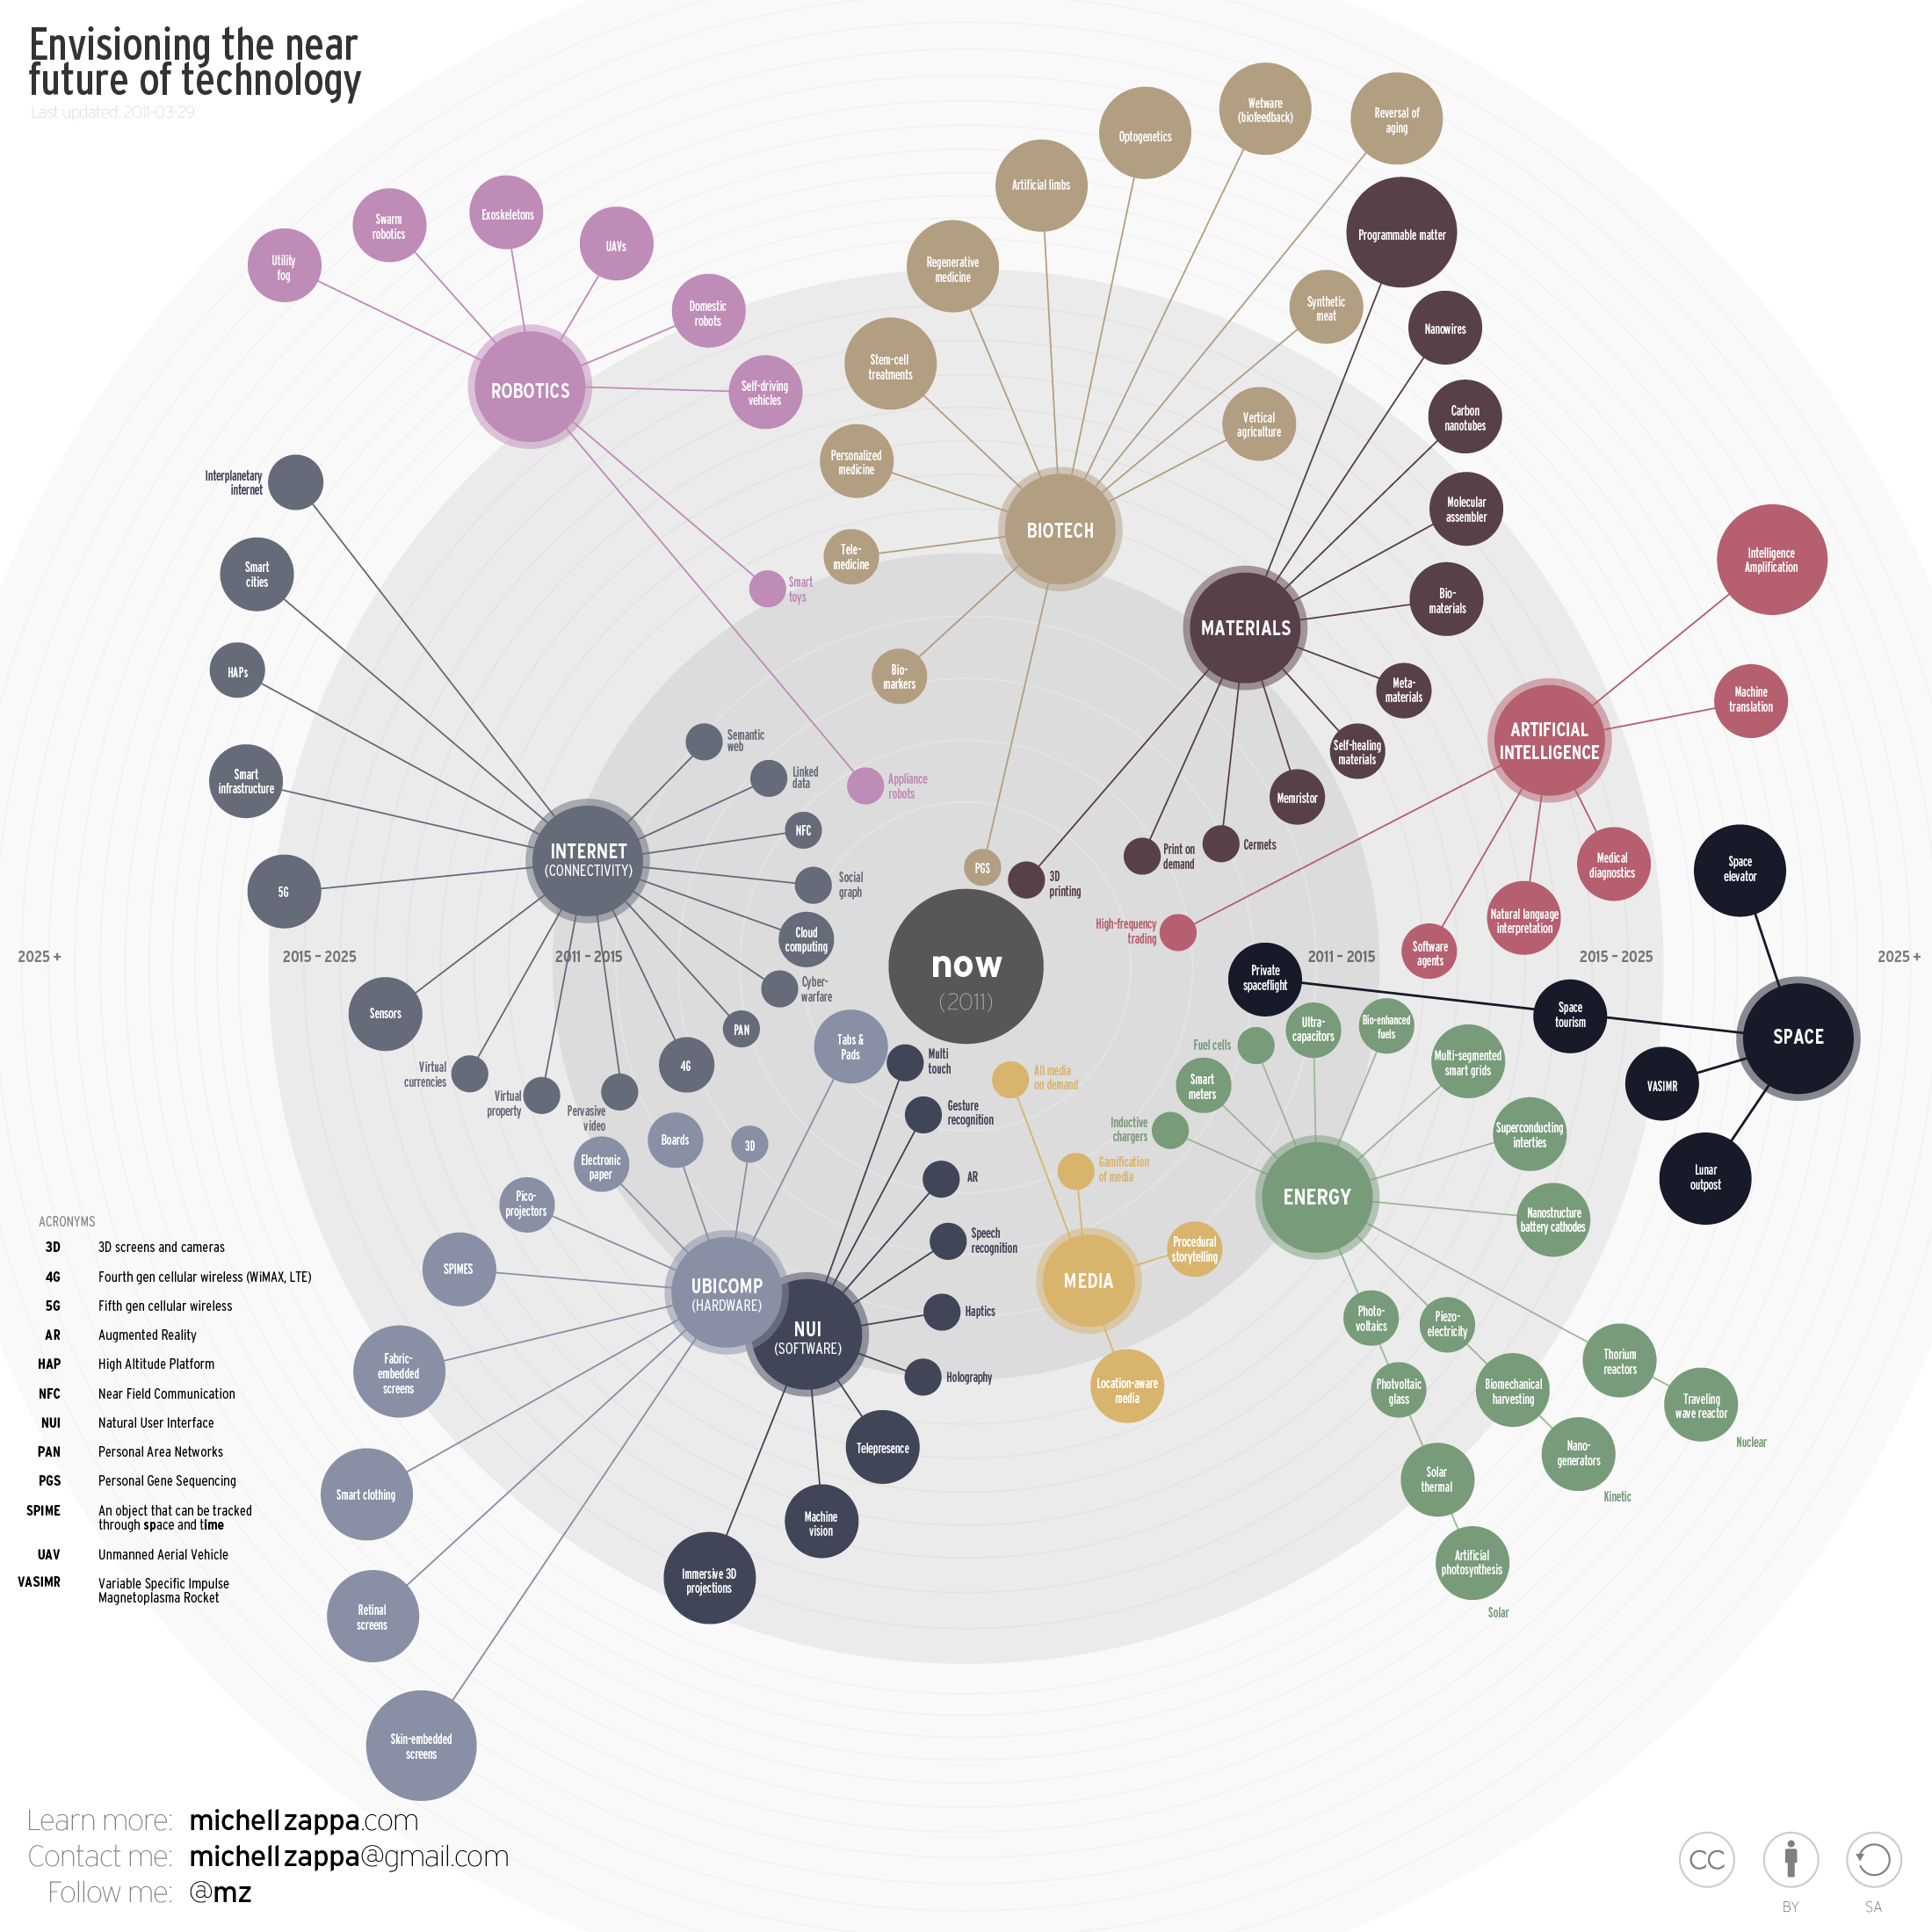 Envisioning the near
future of technology
Last updated: 2011-03-29
Wetware
(biofeedback)
Reversal of
aging
Optogenetics
Artificial limbs
Swarm
robotics
Exoskeletons
UAVs
Utility
fog
Regenerative
medicine
Programmable matter
Domestic
robots
Synthetic
meat
Nanowires
Stem-cell
treatments
ROBOTICS
Self-driving
vehicles
Vertical
agriculture
Carbon
nanotubes
Personalized
medicine
Interplanetary
internet
Molecular
assembler
BIOTECH
Tele-
medicine
Intelligence
Amplification
Smart
cities
Smart
toys
Bio-
materials
MATERIALS
HAPs
Bio-
markers
Meta-
materials
Machine
translation
Semantic
web
Linked
data
ARTIFICIAL
INTELLIGENCE
Self-healing
materials
Smart
infrastructure
Appliance
robots
Memristor
NFC
INTERNET
(CONNECTIVITY)
Print on
demand
Cermets
Medical
diagnostics
Space
elevator
PGS
3D
printing
Social
graph
5G
High-frequency
trading
Natural language
interpretation
Cloud
computing
Software
agents
2025 +
2015 – 2025
2011 – 2015
now
(2011)
2011 – 2015
2015 – 2025
2025 +
Private
spaceflight
Cyber-
warfare
Sensors
PAN
Space
tourism
SPACE
Tabs &
Pads
Ultra-
capacitors
Bio-enhanced
fuels
Fuel cells
Multi
touch
4G
Multi-segmented
smart grids
Virtual
currencies
All media
on demand
Smart
meters
VASIMR
Virtual
property
Pervasive
video
Gesture
recognition
Inductive
chargers
Superconducting
interties
Boards
3D
Electronic
paper
Gamification
of media
AR
Lunar
outpost
Pico-
projectors
ENERGY
Nanostructure
battery cathodes
Speech
recognition
Procedural
storytelling
SPIMES
UBICOMP
(HARDWARE)
MEDIA
Haptics
NUI
(SOFTWARE)
Photo-
voltaics
Piezo-
electricity
Thorium
reactors
Fabric-
embedded
screens
Holography
Location-aware
media
Photvoltaic
glass
Biomechanical
harvesting
Traveling
wave reactor
Nuclear
Telepresence
Nano-
generators
Kinetic
Smart clothing
Solar
thermal
Machine
vision
Artificial
photosynthesis
Solar
Immersive 3D
projections
Retinal
screens
Skin-embedded
screens
ACRONYMS
3D 3D screens and cameras
4G Fourth gen cellular wireless (WiMAX, LTE)
5G Fifth gen cellular wireless
AR Augmented Reality
HAP High Altitude Platform
NFC Near Field Communication
NUI Natural User Interface
PAN Personal Area Networks
PGS Personal Gene Sequencing
SPIME An object that can be tracked
through space and time
UAV Unmanned Aerial Vehicle
VASIMR Variable Specific Impulse
Magnetoplasma Rocket
Learn more: michellzappa.com
Contact me: michellzappa@gmail.com
Follow me: @mz
CC
BY
SA